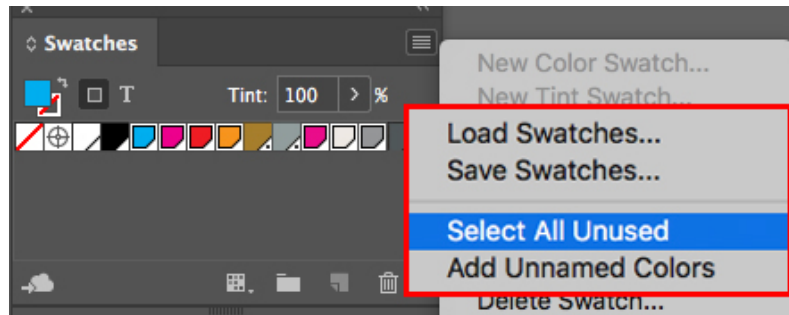 Swatches
T Tint: 100 %
New Color Swatch...
New Tint Swatch...
Load Swatches...
Save Swatches...
Select All Unused
Add Unnamed Colors
Delete Swatch...